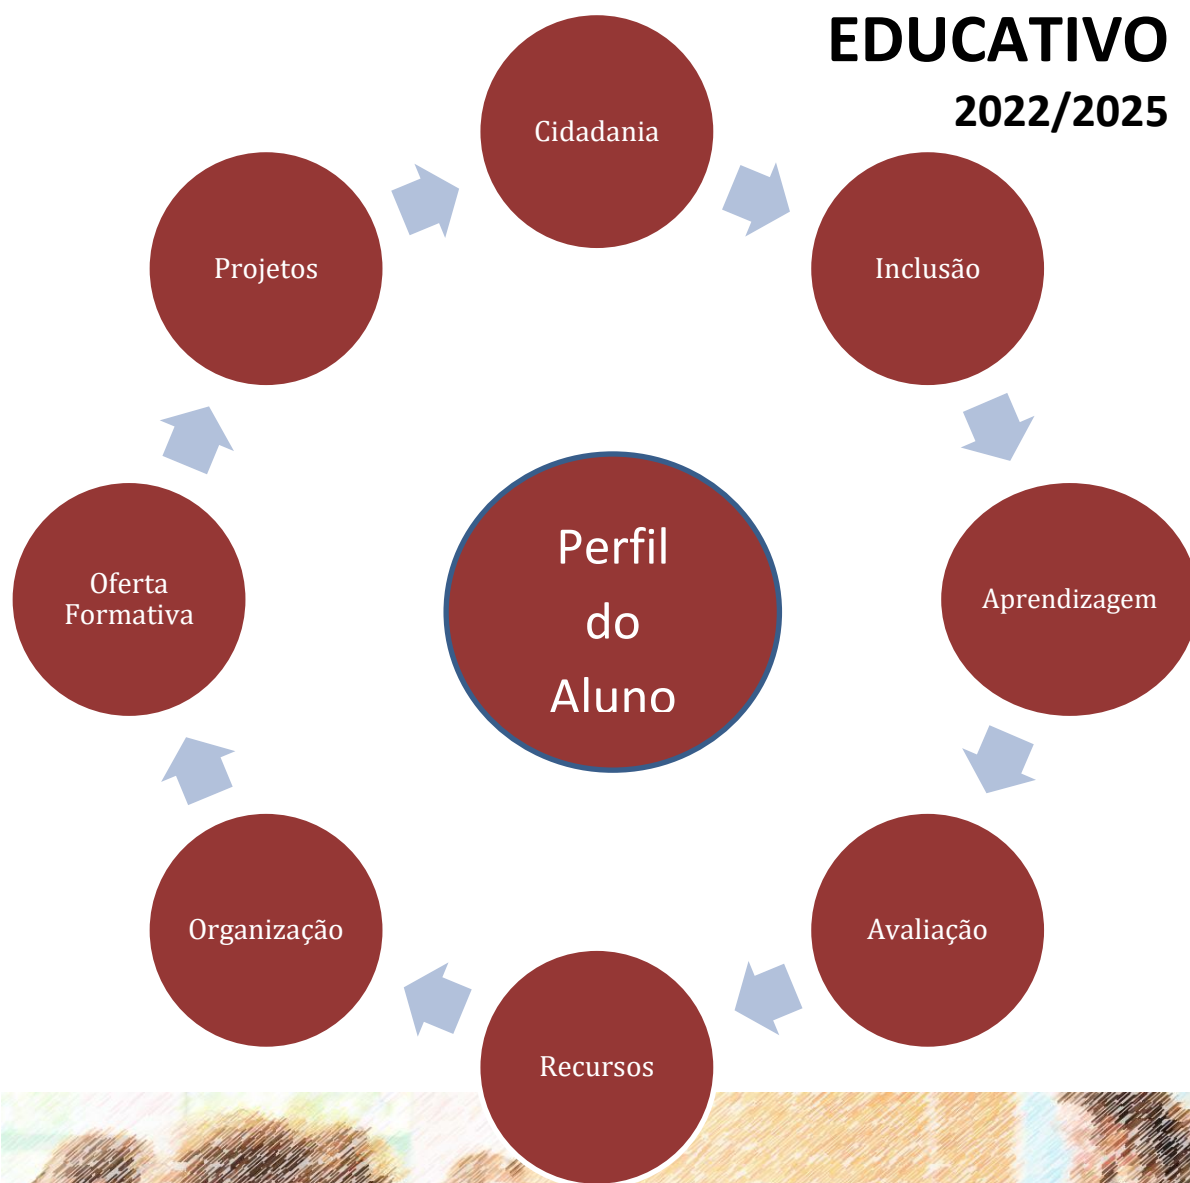 EDUCATIVO
2022/2025
Cidadania
Inclusão
Aprendizagem
Avaliação
Recursos
Organização
Oferta
Formativa
Projetos
Perfil
do
Aluno